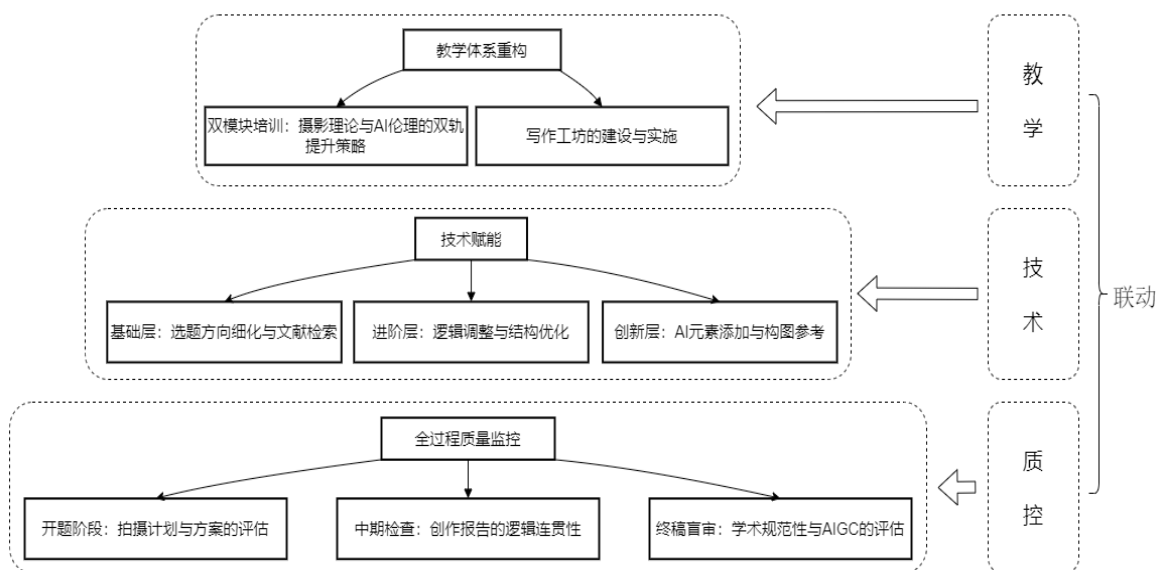 教学体系重构
双模块培训：摄影理论与AI伦理的双轨
提升策略
写作工坊的建设与实施
教
学
技术赋能
基础层：选题方向细化与文献检索
进阶层：逻辑调整与结构优化
创新层：AI元素添加与构图参考
技
术
联动
全过程质量监控
开题阶段：拍摄计划与方案的评估
中期检查：创作报告的逻辑连贯性
终稿盲审：学术规范性与AIGC的评估
质
控